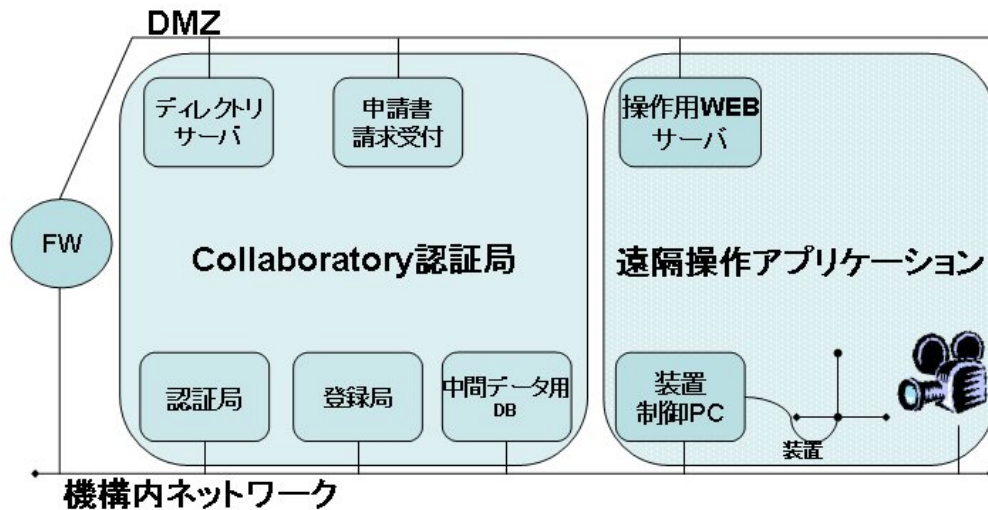 DMZ
ディレクトリ
サーバ
申請書
請求受付
操作用WEB
サーバ
FW
Collaboratory認証局
遠隔操作アプリケーション
認証局
登録局
中間データ用
DB
装置
制御PC
装置
機構内ネットワーク